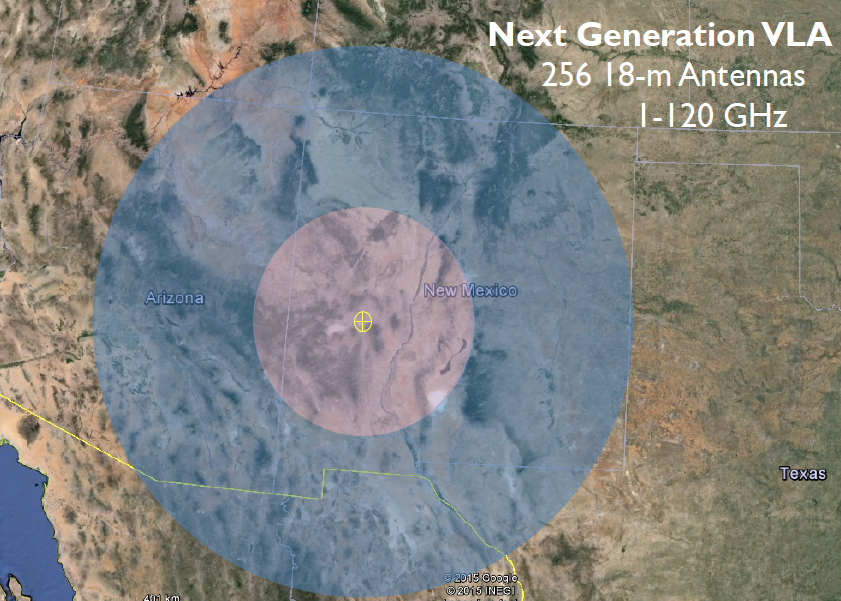 Next Generation VLA
256 18-m Antennas
1-120 GHz
Arizona
New Mexico
Texas
© 2015 Google
© 2015 INEGI